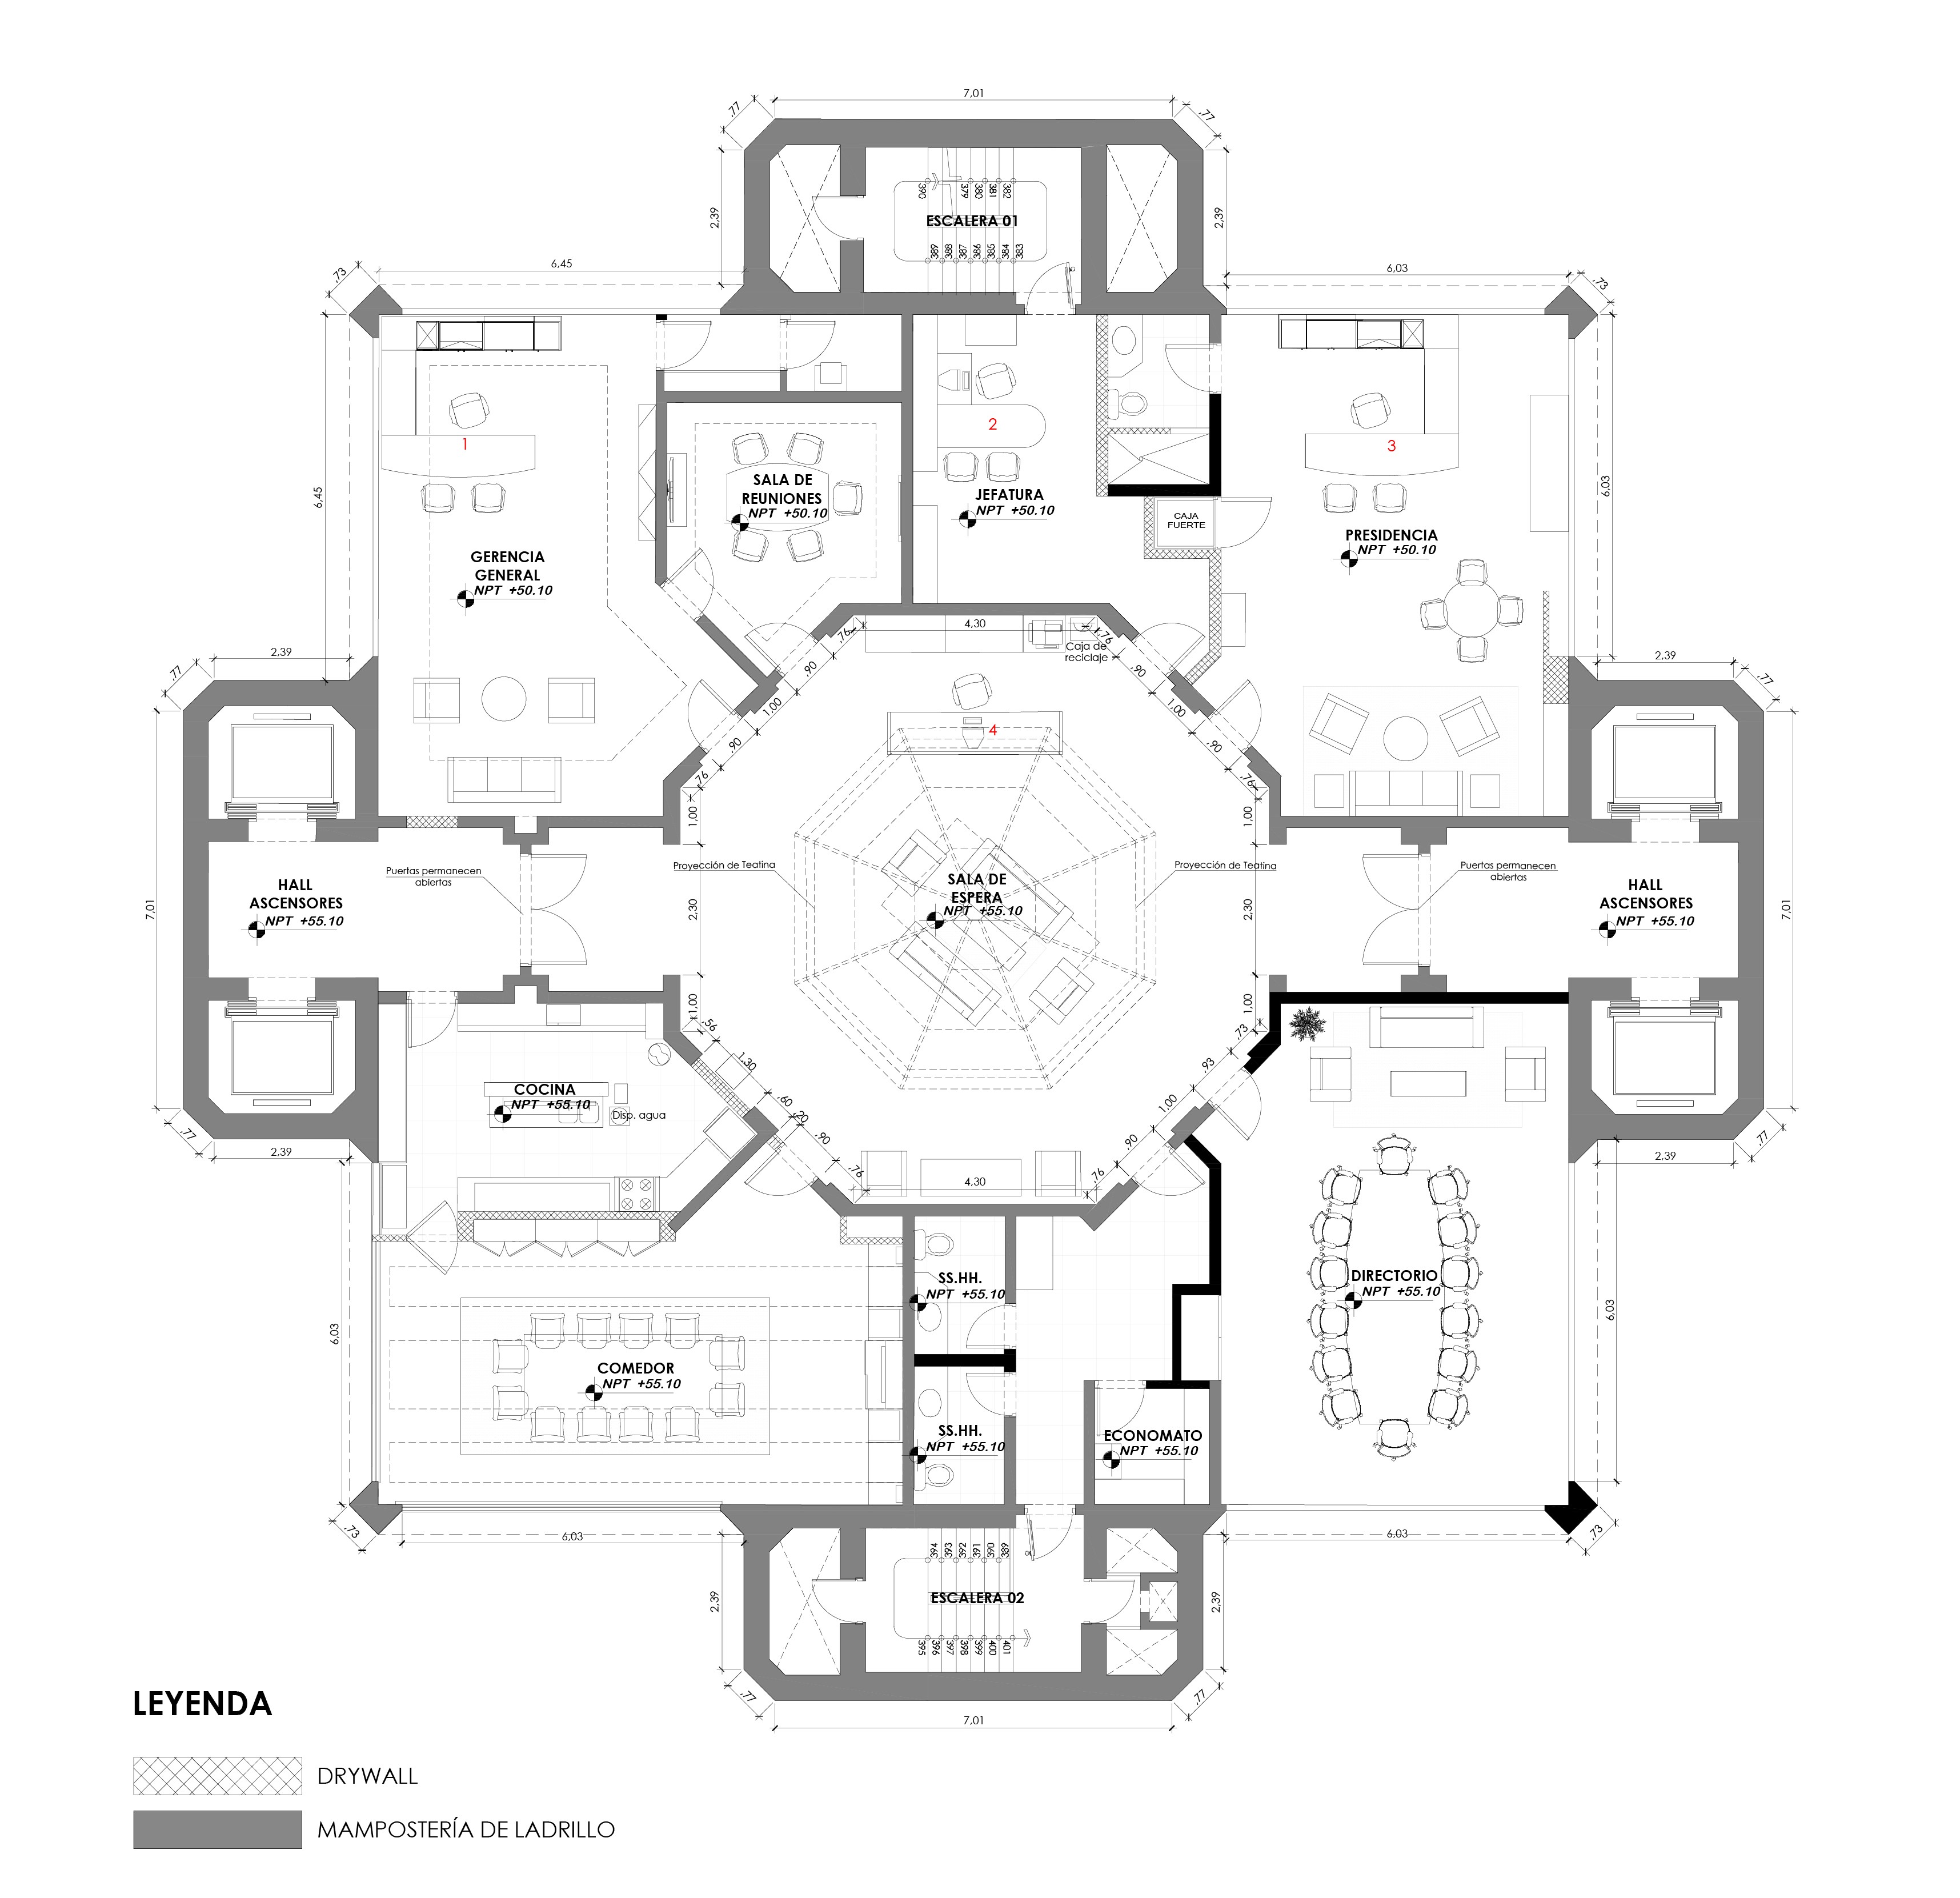 7,01
,77
,77
2,39
2,39
390
379
380
381
382
ESCALERA 01
389
388
387
386
385
384
383
6,45
6,03
,73
,73
6,45
6,03
1
2
3
SALA DE
REUNIONES
NPT +50.10
JEFATURA
NPT +50.10
CAJA
FUERTE
PRESIDENCIA
NPT +50.10
GERENCIA
GENERAL
NPT +50.10
,76
4,30
,76
Caja de
reciclaje
,90
,90
2,39
2,39
,77
,77
1,00
1,00
4
,90
,90
,76
,76
1,00
1,00
Proyección de Teatina
Proyección de Teatina
Puertas permanecen
abiertas
Puertas permanecen
abiertas
HALL
ASCENSORES
NPT +55.10
SALA DE
ESPERA
NPT +55.10
HALL
ASCENSORES
NPT +55.10
7,01
2,30
2,30
7,01
1,00
1,00
,56
,73
1,30
,93
COCINA
NPT +55.10
Disp. agua
,60
,20
,90
1,00
,90
,77
,77
2,39
2,39
,76
4,30
,76
SS.HH.
NPT +55.10
DIRECTORIO
NPT +55.10
6,03
6,03
COMEDOR
NPT +55.10
SS.HH.
NPT +55.10
ECONOMATO
NPT +55.10
,73
6,03
6,03
,73
394
393
392
391
390
389
ESCALERA 02
2,39
2,39
395
396
397
398
399
400
401
,77
,77
7,01
LEYENDA
DRYWALL
MAMPOSTERÍA DE LADRILLO